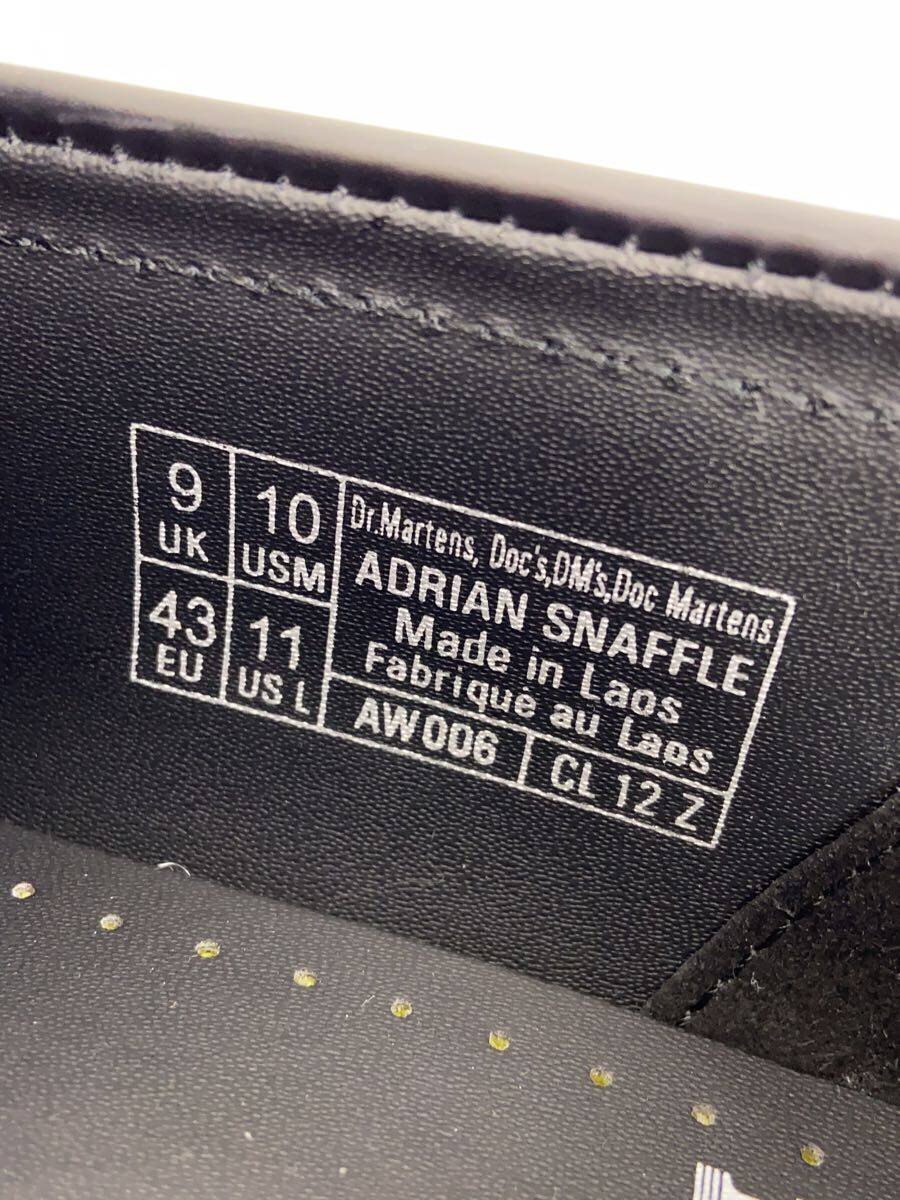 9
UK
10
USM
43
EU
11
US L
Dr.Martens, Doc's,DM's,Doc Martens
ADRIAN SNAFFLE
Made in Laos
Fabrique au Laos
AW006
CL 12 Z